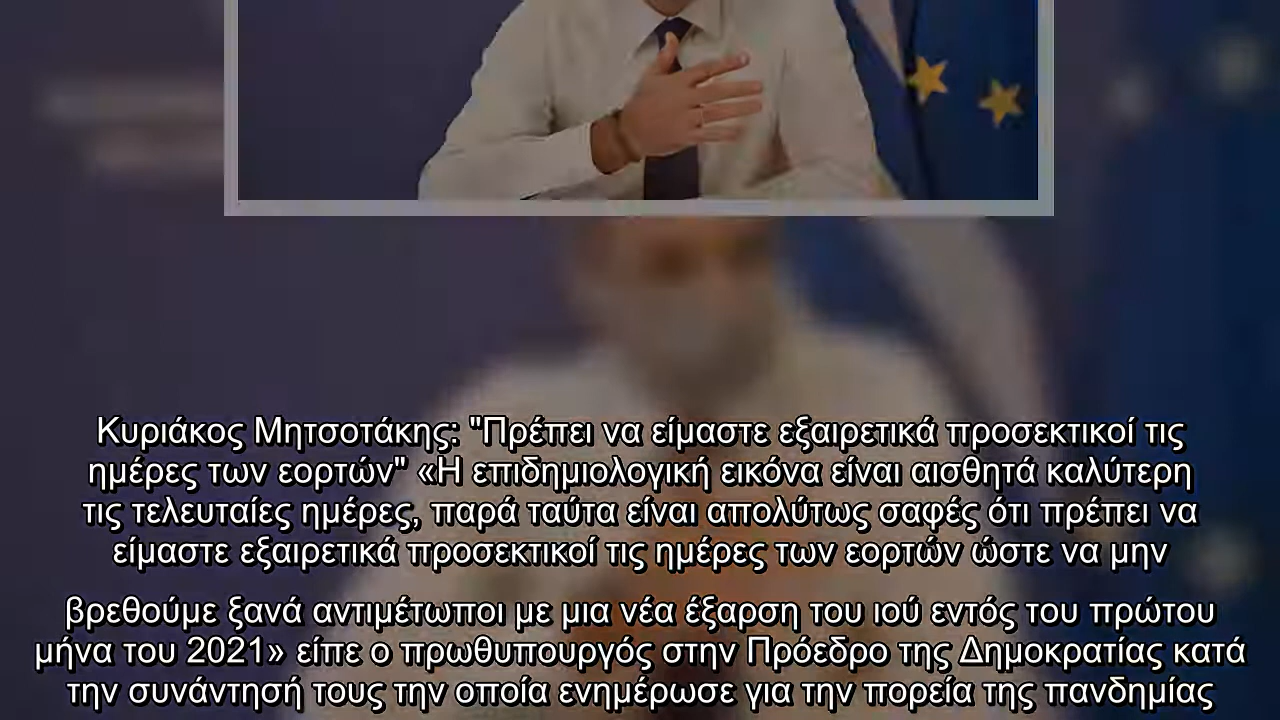 Κυριάκος Μητσοτάκης: "Πρέπει να είμαστε εξαιρετικά προσεκτικοί τις
ημέρες των εορτών" «Η επιδημιολογική εικόνα είναι αισθητά καλύτερη
τις τελευταίες ημέρες, παρά ταύτα είναι απολύτως σαφές ότι πρέπει να
είμαστε εξαιρετικά προσεκτικοί τις ημέρες των εορτών ώστε να μην
βρεθούμε ξανά αντιμέτωποι με μια νέα έξαρση του ιού εντός του πρώτου
μήνα του 2021» είπε ο πρωθυπουργός στην Πρόεδρο της Δημοκρατίας κατά
την συνάντησή τους την οποία ενημέρωσε για την πορεία της πανδημίας